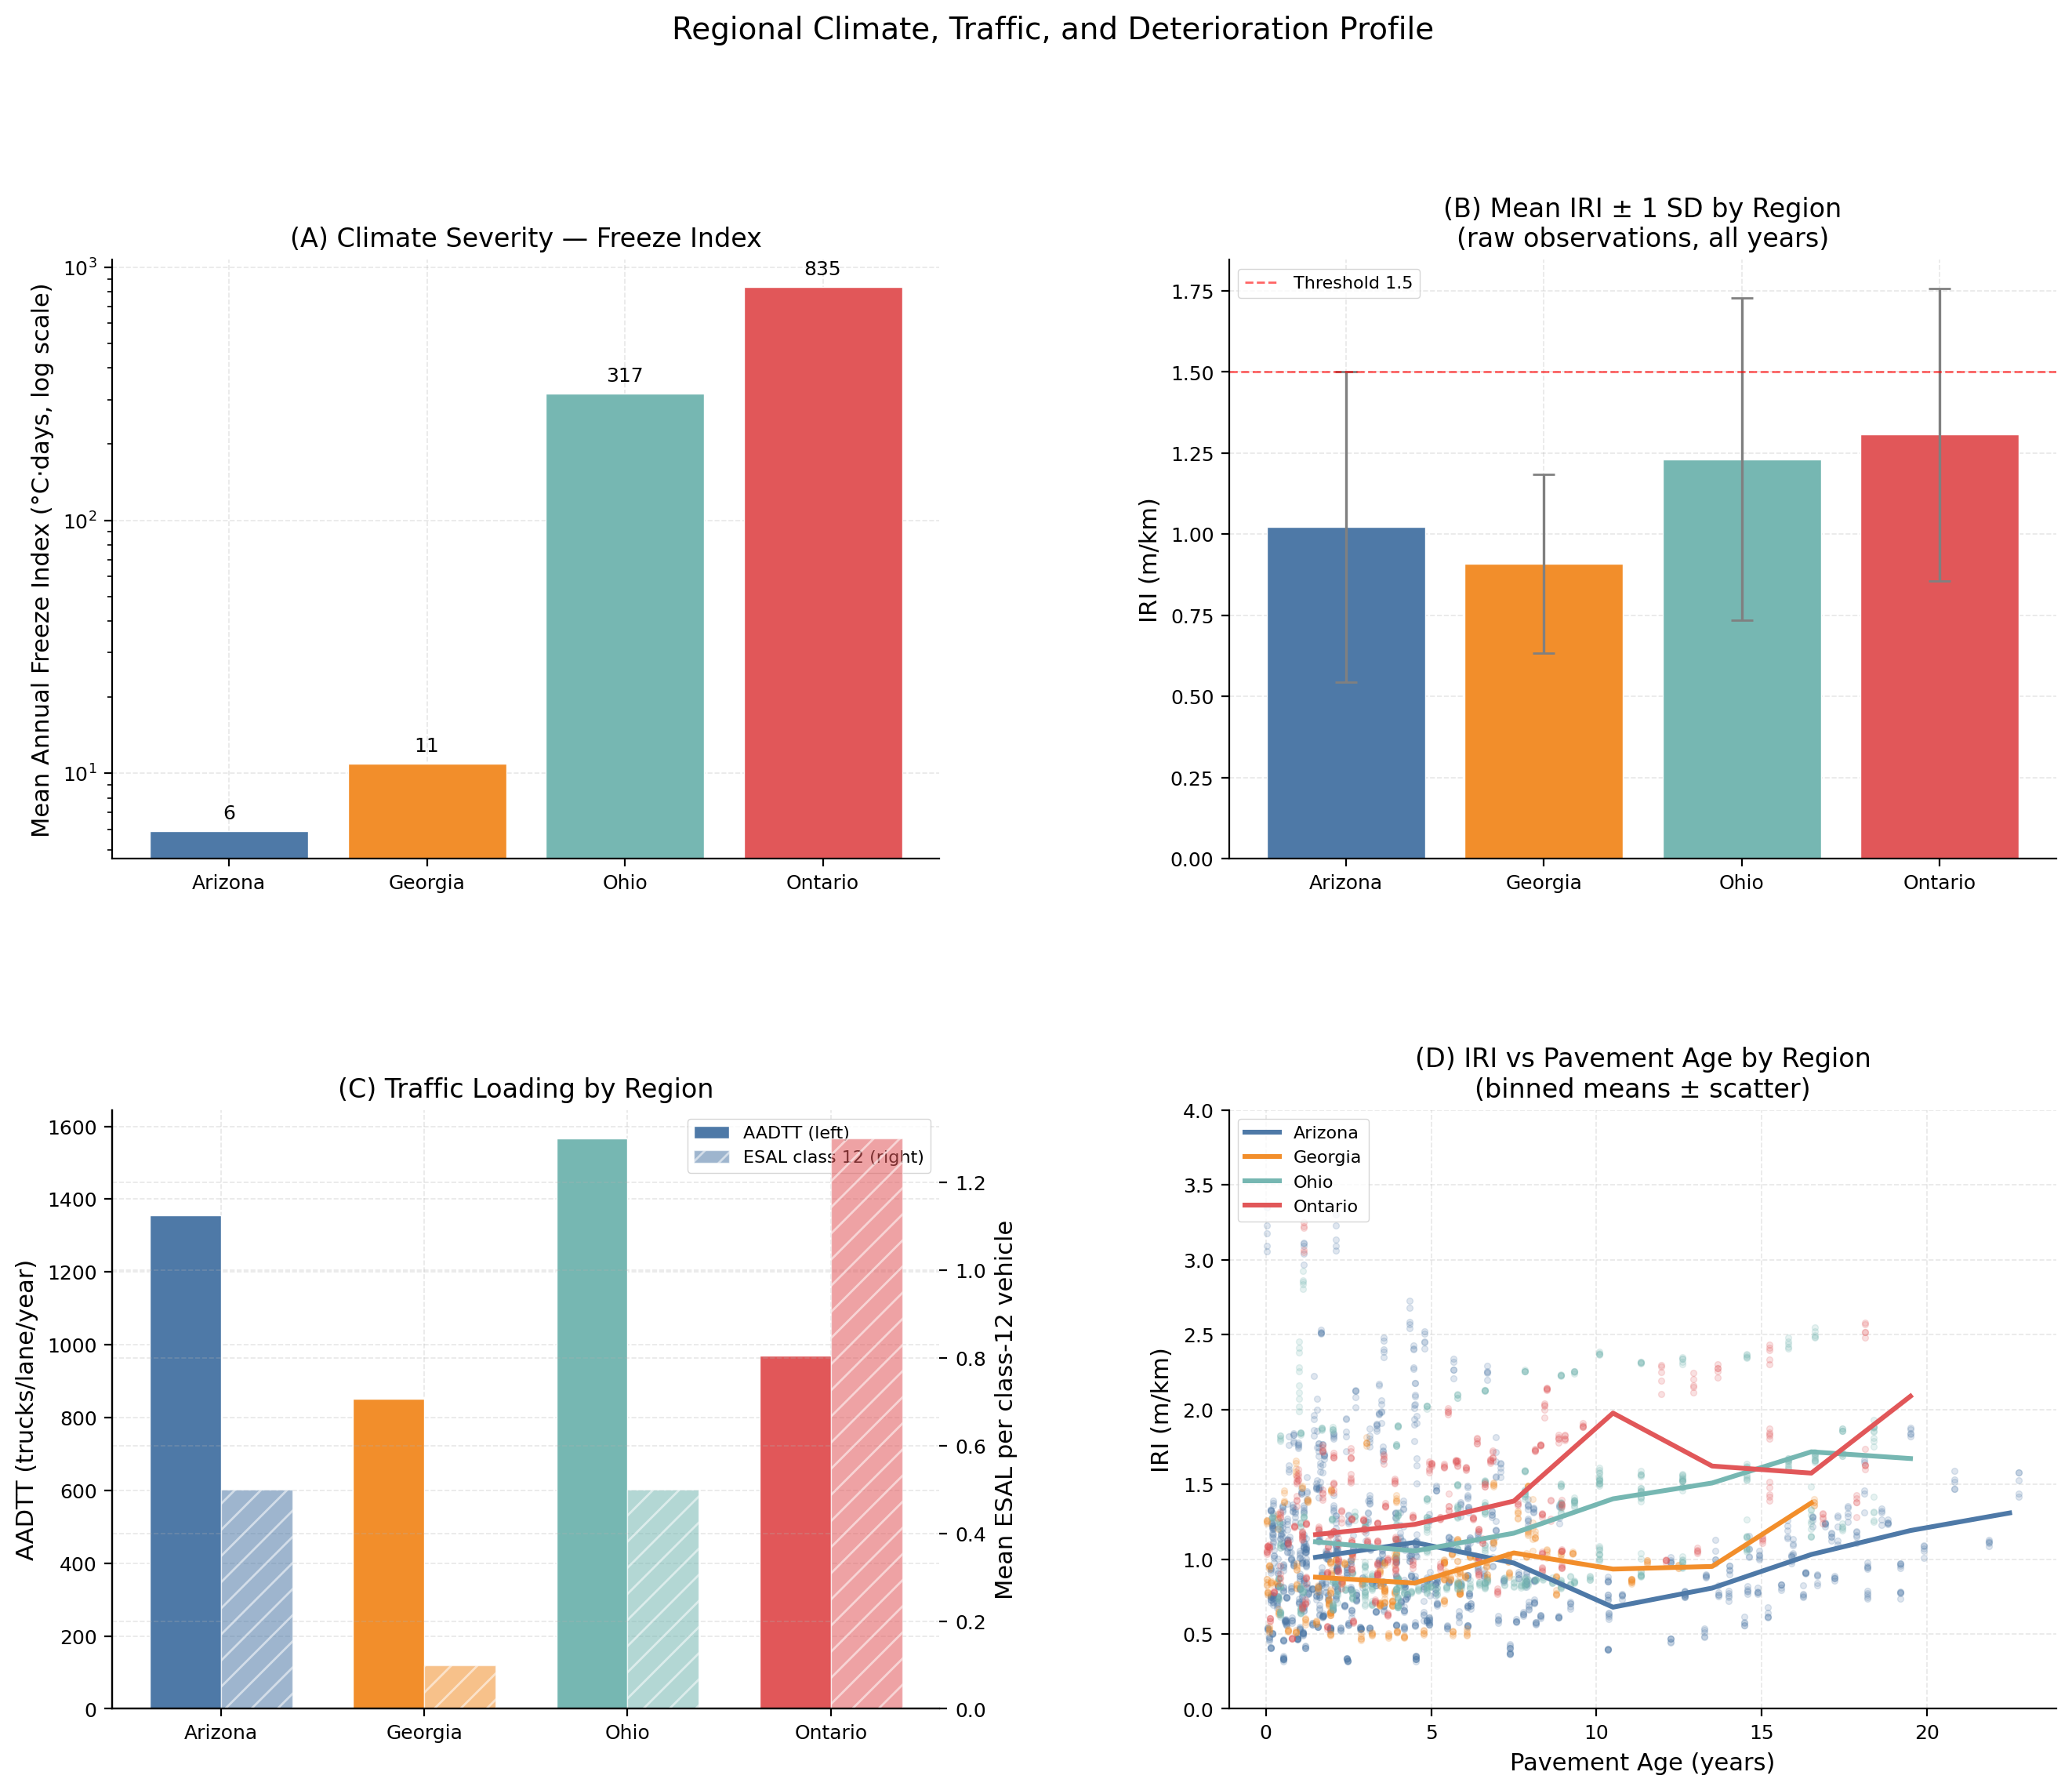 Regional Climate, Traffic, and Deterioration Profile
(A) Climate Severity — Freeze Index
Mean Annual Freeze Index (°C·days, log scale)
10³
10²
10¹
6
11
317
835
Arizona
Georgia
Ohio
Ontario
(B) Mean IRI ± 1 SD by Region
(raw observations, all years)
IRI (m/km)
Threshold 1.5
1.75
1.50
1.25
1.00
0.75
0.50
0.25
0.00
Arizona
Georgia
Ohio
Ontario
(C) Traffic Loading by Region
AADTT (trucks/lane/year)
1600
1400
1200
1000
800
600
400
200
0
AADTT (left)
ESAL class 12 (right)
1.2
1.0
0.8
0.6
0.4
0.2
0.0
Mean ESAL per class-12 vehicle
Arizona
Georgia
Ohio
Ontario
(D) IRI vs Pavement Age by Region
(binned means ± scatter)
IRI (m/km)
4.0
3.5
3.0
2.5
2.0
1.5
1.0
0.5
0.0
Arizona
Georgia
Ohio
Ontario
0
5
10
15
20
Pavement Age (years)